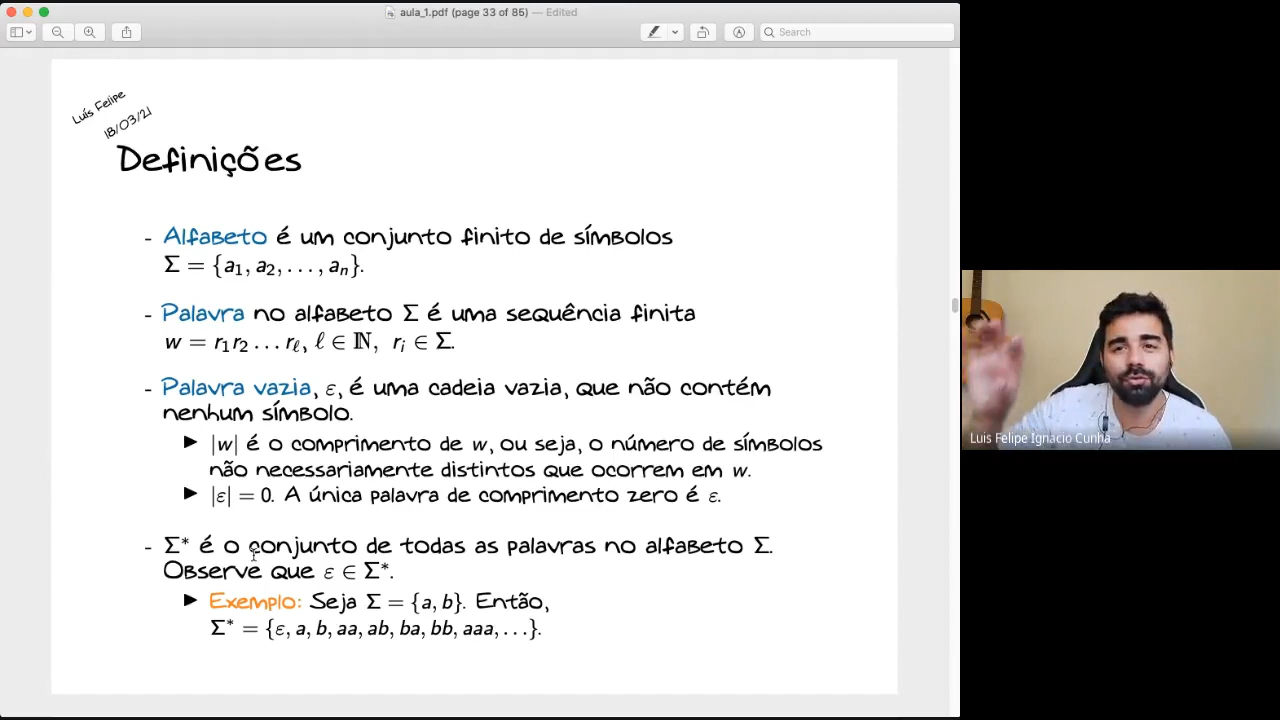 aula_1.pdf (page 33 of 85) — Edited
Search
Luís Felipe
18/03/21
Definições
- Alfabeto é um conjunto finito de símbolos
Σ = {a₁, a₂, . . . , aₙ}.
- Palavra no alfabeto Σ é uma sequência finita
w = r₁r₂ . . . r_ℓ, ℓ ∈ ℕ, rᵢ ∈ Σ.
- Palavra vazia, ε, é uma cadeia vazia, que não contém
nenhum símbolo.
▶ |w| é o comprimento de w, ou seja, o número de símbolos
não necessariamente distintos que ocorrem em w.
▶ |ε| = 0. A única palavra de comprimento zero é ε.
- Σ* é o conjunto de todas as palavras no alfabeto Σ.
Observe que ε ∈ Σ*.
▶ Exemplo: Seja Σ = {a, b}. Então,
Σ* = {ε, a, b, aa, ab, ba, bb, aaa, . . .}.
Luis Felipe Ignacio Cunha